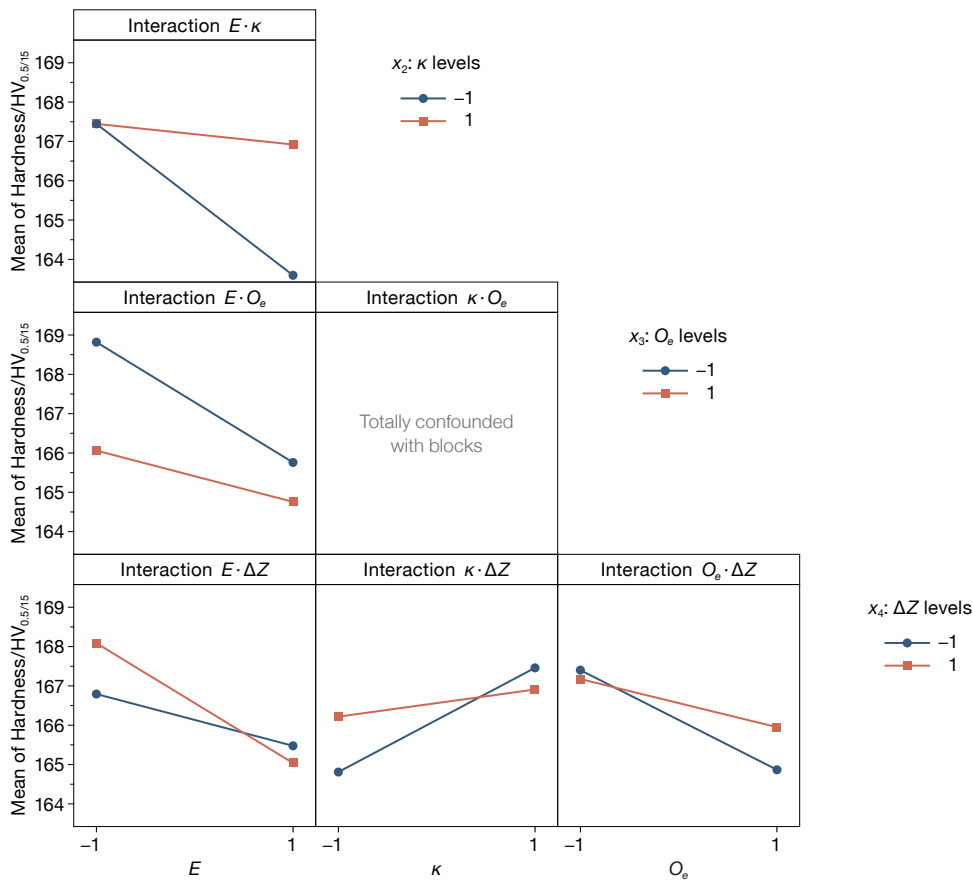 Interaction E·κ
Mean of Hardness/HV0.5/15
169
168
167
166
165
164
x2: κ levels
−1
1
Interaction E·Oe
Interaction κ·Oe
Mean of Hardness/HV0.5/15
169
168
167
166
165
164
Totally confounded
with blocks
x3: Oe levels
−1
1
Interaction E·ΔZ
Interaction κ·ΔZ
Interaction Oe·ΔZ
Mean of Hardness/HV0.5/15
169
168
167
166
165
164
x4: ΔZ levels
−1
1
−1 1
−1 1
−1 1
E
κ
Oe